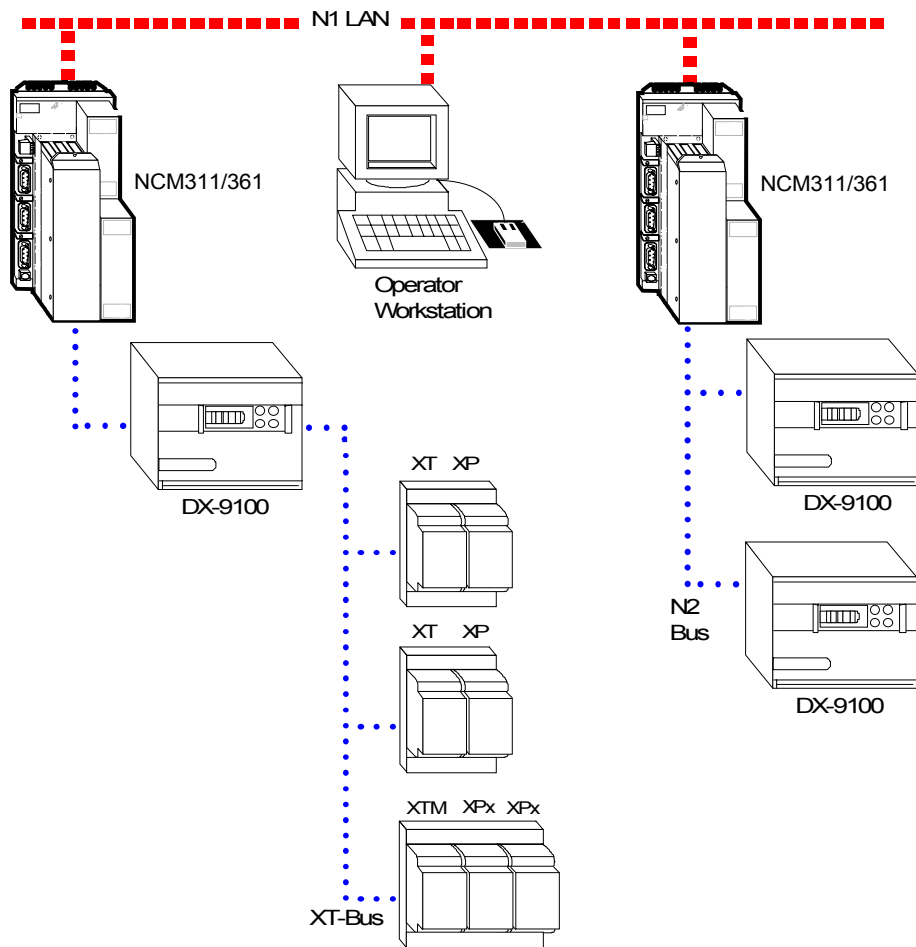 N1 LAN
NCM311/361
NCM311/361
Operator
Workstation
DX-9100
XT XP
DX-9100
XT XP
N2
Bus
DX-9100
XTM XPx XPx
XT-Bus